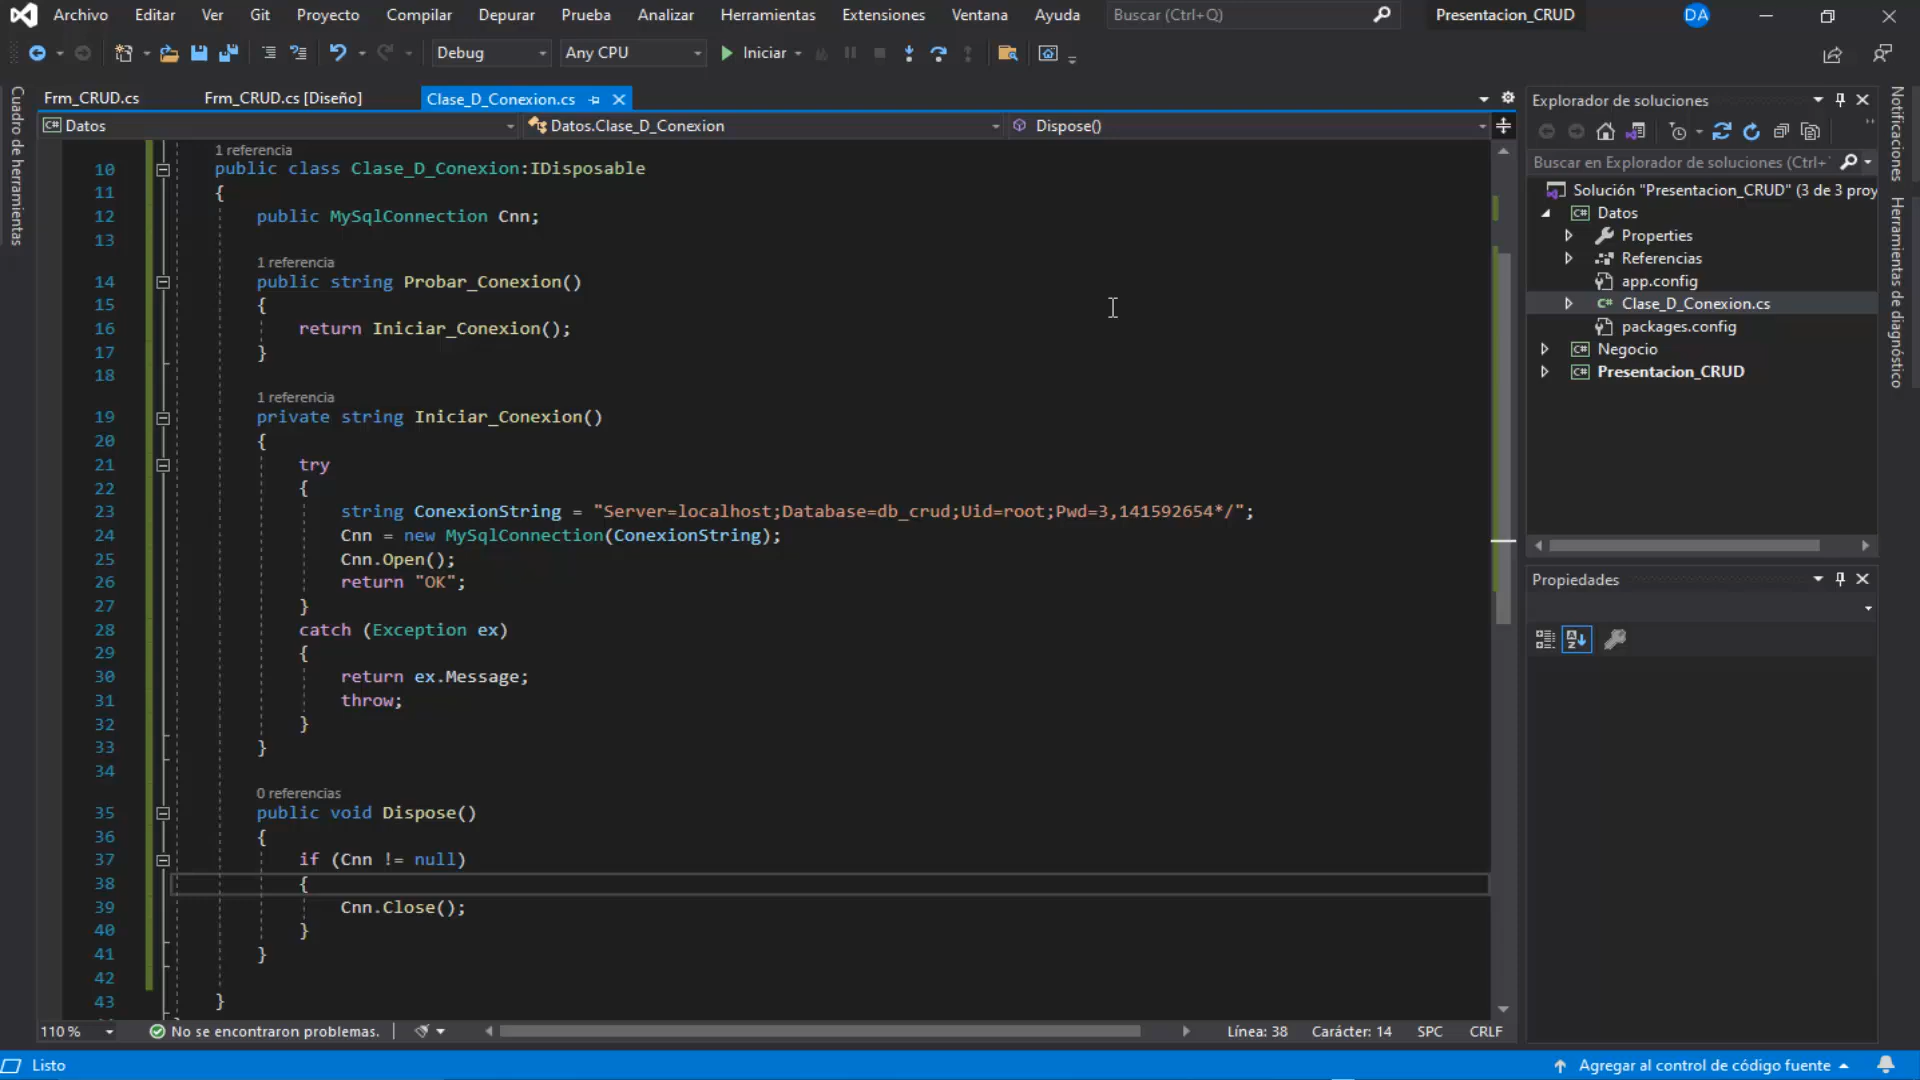 Archivo Editar Ver Git Proyecto Compilar Depurar Prueba Analizar Herramientas Extensiones Ventana Ayuda Buscar (Ctrl+Q) Presentacion_CRUD DA
Debug Any CPU Iniciar
Cuadro de herramientas
Frm_CRUD.cs Frm_CRUD.cs [Diseño] Clase_D_Conexion.cs
Datos Datos.Clase_D_Conexion Dispose()
1 referencia
10 public class Clase_D_Conexion:IDisposable
11 {
12 public MySqlConnection Cnn;
13
1 referencia
14 public string Probar_Conexion()
15 {
16 return Iniciar_Conexion();
17 }
18
1 referencia
19 private string Iniciar_Conexion()
20 {
21 try
22 {
23 string ConexionString = "Server=localhost;Database=db_crud;Uid=root;Pwd=3,141592654*/";
24 Cnn = new MySqlConnection(ConexionString);
25 Cnn.Open();
26 return "OK";
27 }
28 catch (Exception ex)
29 {
30 return ex.Message;
31 throw;
32 }
33 }
34
0 referencias
35 public void Dispose()
36 {
37 if (Cnn != null)
38 {
39 Cnn.Close();
40 }
41 }
42
43 }
110 % No se encontraron problemas. Línea: 38 Carácter: 14 SPC CRLF
Explorador de soluciones
Buscar en Explorador de soluciones (Ctrl+
Solución "Presentacion_CRUD" (3 de 3 proy
Datos
Properties
Referencias
app.config
Clase_D_Conexion.cs
packages.config
Negocio
Presentacion_CRUD
Propiedades
Notificaciones
Herramientas de diagnóstico
Listo Agregar al control de código fuente